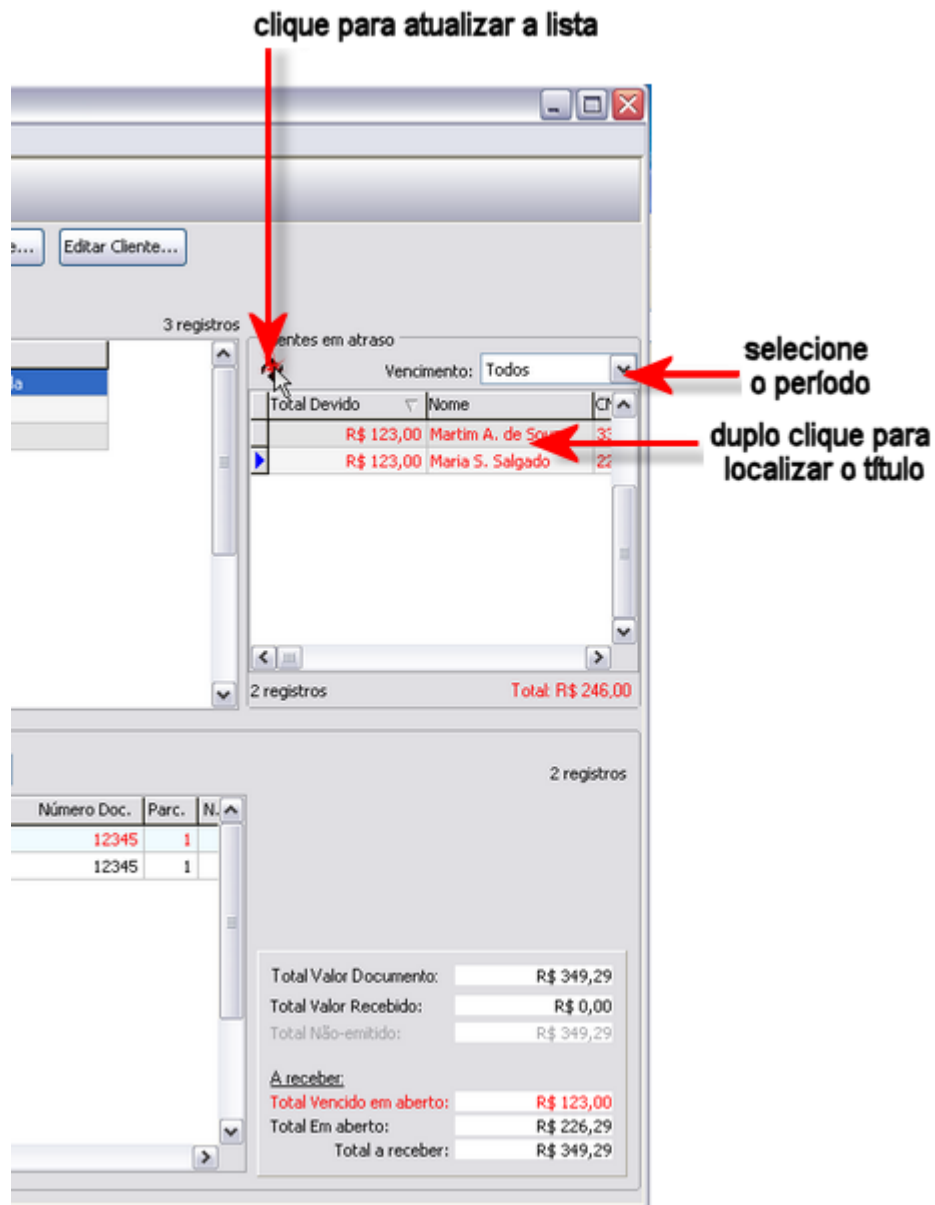 clique para atualizar a lista
Editar Cliente...
3 registros
entes em atraso
Vencimento: Todos
selecione
o período
Total Devido Nome
R$ 123,00 Martim A. de
duplo clique para
localizar o título
R$ 123,00 Maria S. Salgado 22
2 registros Total: R$ 246,00
2 registros
Número Doc. Parc. N.
12345 1
12345 1
Total Valor Documento: R$ 349,29
Total Valor Recebido: R$ 0,00
Total Não-emitido: R$ 349,29
A receber:
Total Vencido em aberto: R$ 123,00
Total Em aberto: R$ 226,29
Total a receber: R$ 349,29